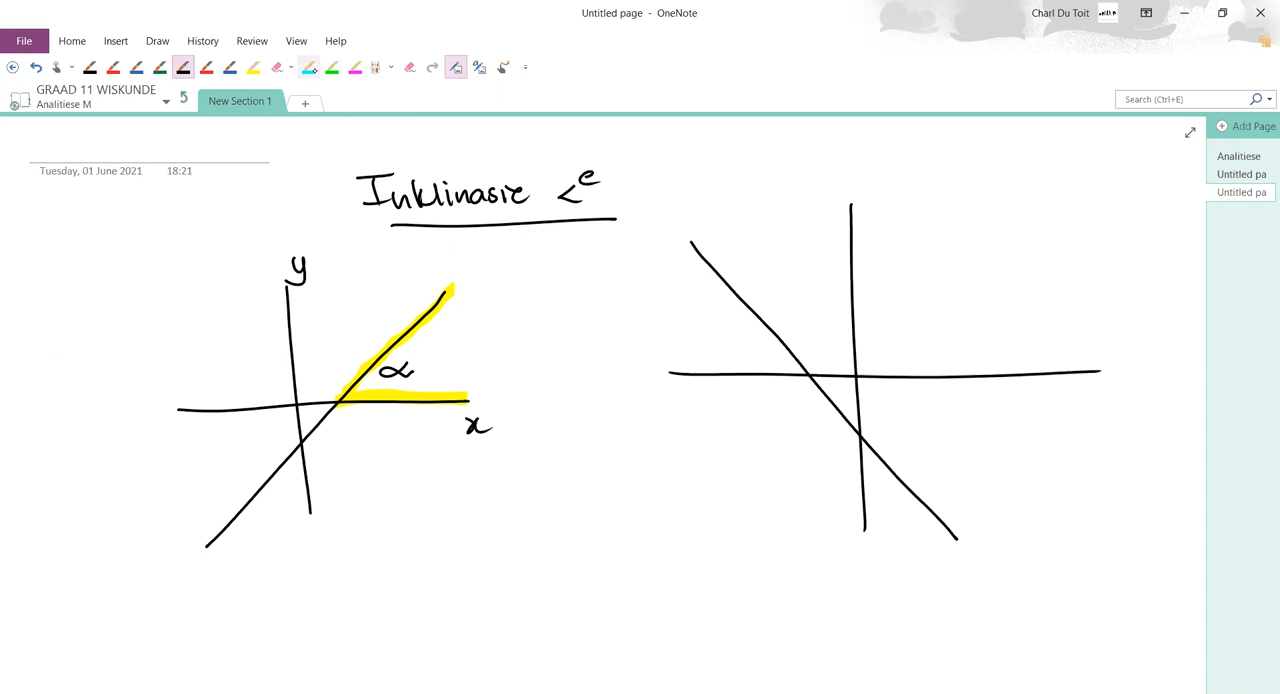 Untitled page - OneNote
Charl Du Toit
File Home Insert Draw History Review View Help
GRAAD 11 WISKUNDE
Analitiese M
New Section 1
+
Search (Ctrl+E)
Add Page
Analitiese
Untitled pa
Untitled pa
Tuesday, 01 June 2021 18:21
Inklinasie <^e
y
α
x